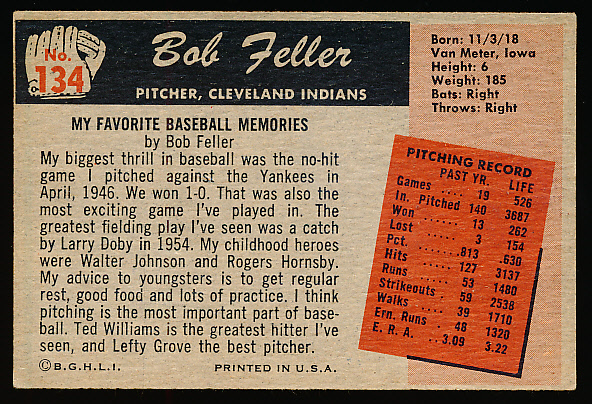 No.
134
Bob Feller
PITCHER, CLEVELAND INDIANS
Born: 11/3/18
Van Meter, Iowa
Height: 6
Weight: 185
Bats: Right
Throws: Right
MY FAVORITE BASEBALL MEMORIES
by Bob Feller
My biggest thrill in baseball was the no-hit
game I pitched against the Yankees in
April, 1946. We won 1-0. That was also the
most exciting game I've played in. The
greatest fielding play I've seen was a catch
by Larry Doby in 1954. My childhood heroes
were Walter Johnson and Rogers Hornsby.
My advice to youngsters is to get regular
rest, good food and lots of practice. I think
pitching is the most important part of base-
ball. Ted Williams is the greatest hitter I've
seen, and Lefty Grove the best pitcher.
PITCHING RECORD
PAST YR. LIFE
Games .... 19 526
In. Pitched 140 3687
Won ...... 13 262
Lost ..... 3 154
Pct. ..... .813 .630
Hits ..... 127 3137
Runs ..... 53 1480
Strikeouts .. 59 2538
Walks .... 39 1710
Ern. Runs .. 48 1320
E. R. A. .. 3.09 3.22
© B.G.H.L.I. PRINTED IN U.S.A.